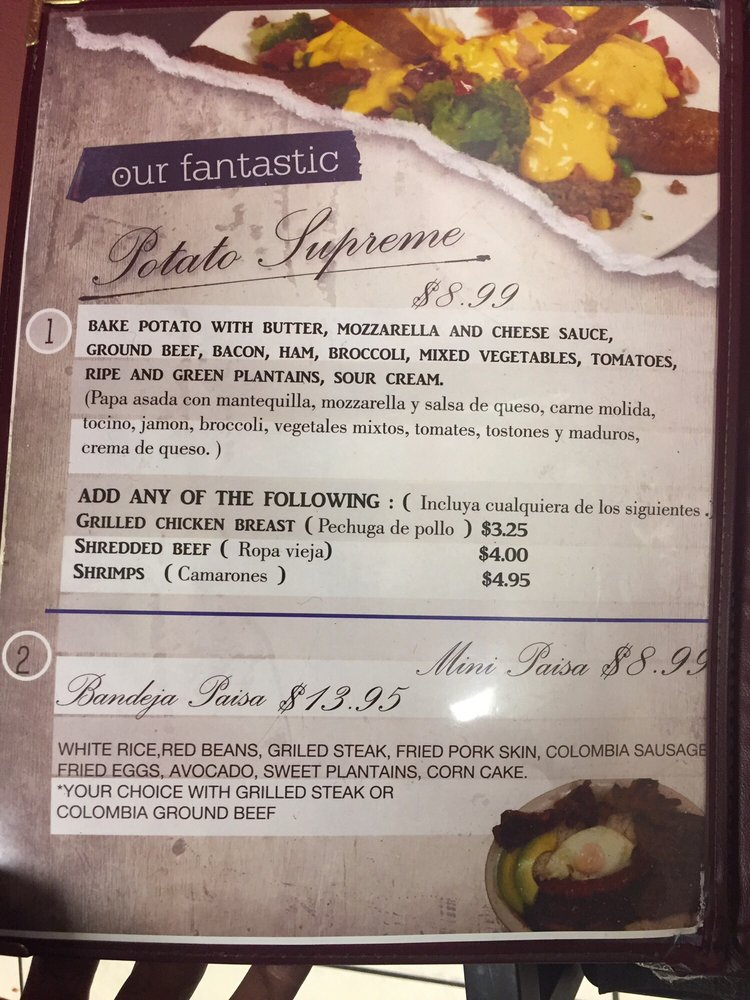 our fantastic
Potato Supreme
$8.99
1
BAKE POTATO WITH BUTTER, MOZZARELLA AND CHEESE SAUCE,
GROUND BEEF, BACON, HAM, BROCCOLI, MIXED VEGETABLES, TOMATOES,
RIPE AND GREEN PLANTAINS, SOUR CREAM.
(Papa asada con mantequilla, mozzarella y salsa de queso, carne molida,
tocino, jamon, broccoli, vegetales mixtos, tomates, tostones y maduros,
crema de queso. )
ADD ANY OF THE FOLLOWING : ( Incluya cualquiera de los siguientes .)
GRILLED CHICKEN BREAST ( Pechuga de pollo ) $3.25
SHREDDED BEEF ( Ropa vieja) $4.00
SHRIMPS ( Camarones ) $4.95
2
Mini Paisa $8.99
Bandeja Paisa $13.95
WHITE RICE,RED BEANS, GRILED STEAK, FRIED PORK SKIN, COLOMBIA SAUSAGE
FRIED EGGS, AVOCADO, SWEET PLANTAINS, CORN CAKE.
*YOUR CHOICE WITH GRILLED STEAK OR
COLOMBIA GROUND BEEF